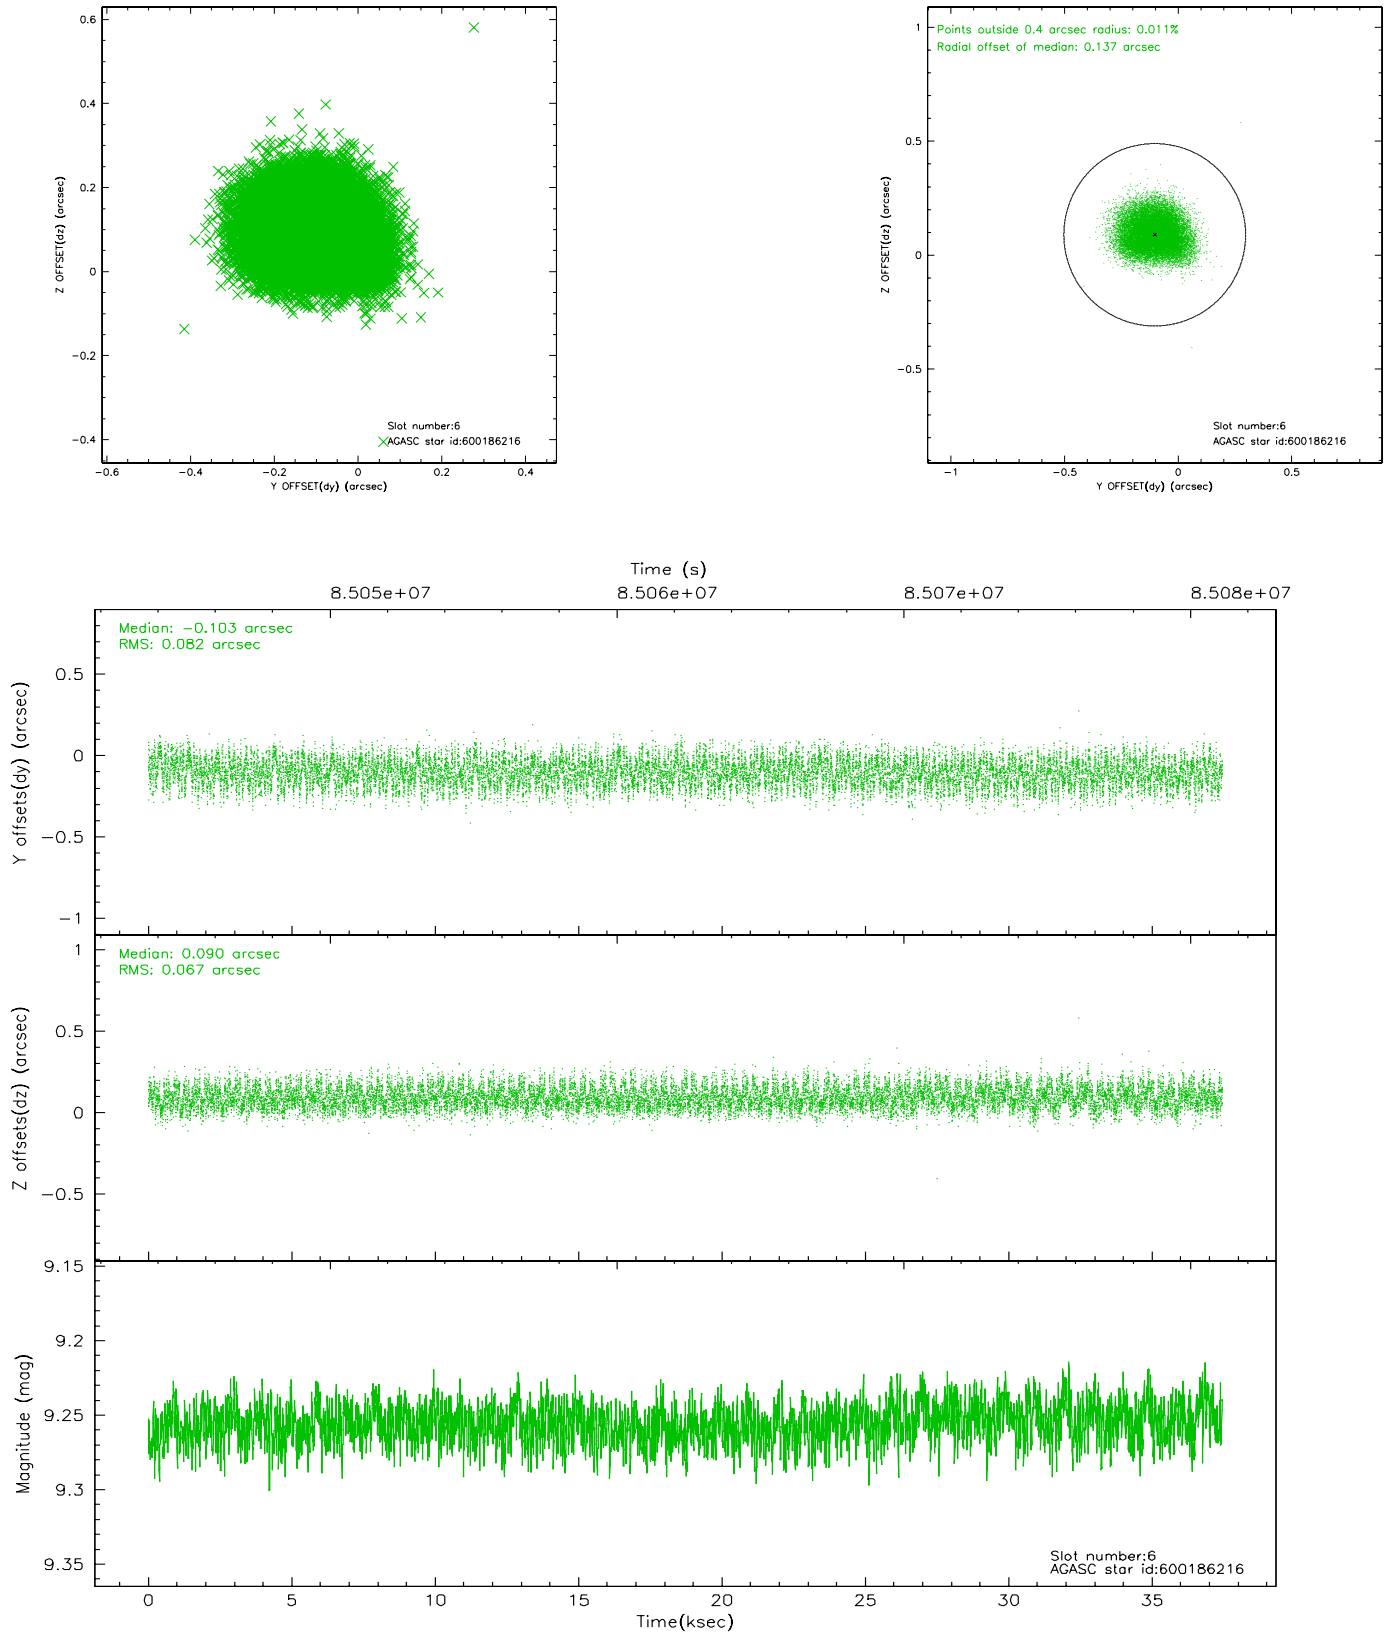 0.6
0.4
0.2
0
−0.2
−0.4
−0.6
−0.4
−0.2
0
0.2
0.4
Z OFFSET(dz) (arcsec)
Y OFFSET(dy) (arcsec)
Slot number:6
AGASC star id:600186216
Points outside 0.4 arcsec radius: 0.011%
Radial offset of median: 0.137 arcsec
1
0.5
0
−0.5
−1
−0.5
0
0.5
Z OFFSET(dz) (arcsec)
Y OFFSET(dy) (arcsec)
Slot number:6
AGASC star id:600186216
Time (s)
8.505e+07
8.506e+07
8.507e+07
8.508e+07
Median: −0.103 arcsec
RMS: 0.082 arcsec
0.5
0
−0.5
−1
Y offsets(dy) (arcsec)
Median: 0.090 arcsec
RMS: 0.067 arcsec
1
0.5
0
−0.5
Z offsets(dz) (arcsec)
9.15
9.2
9.25
9.3
9.35
Magnitude (mag)
Slot number:6
AGASC star id:600186216
0
5
10
15
20
25
30
35
Time(ksec)